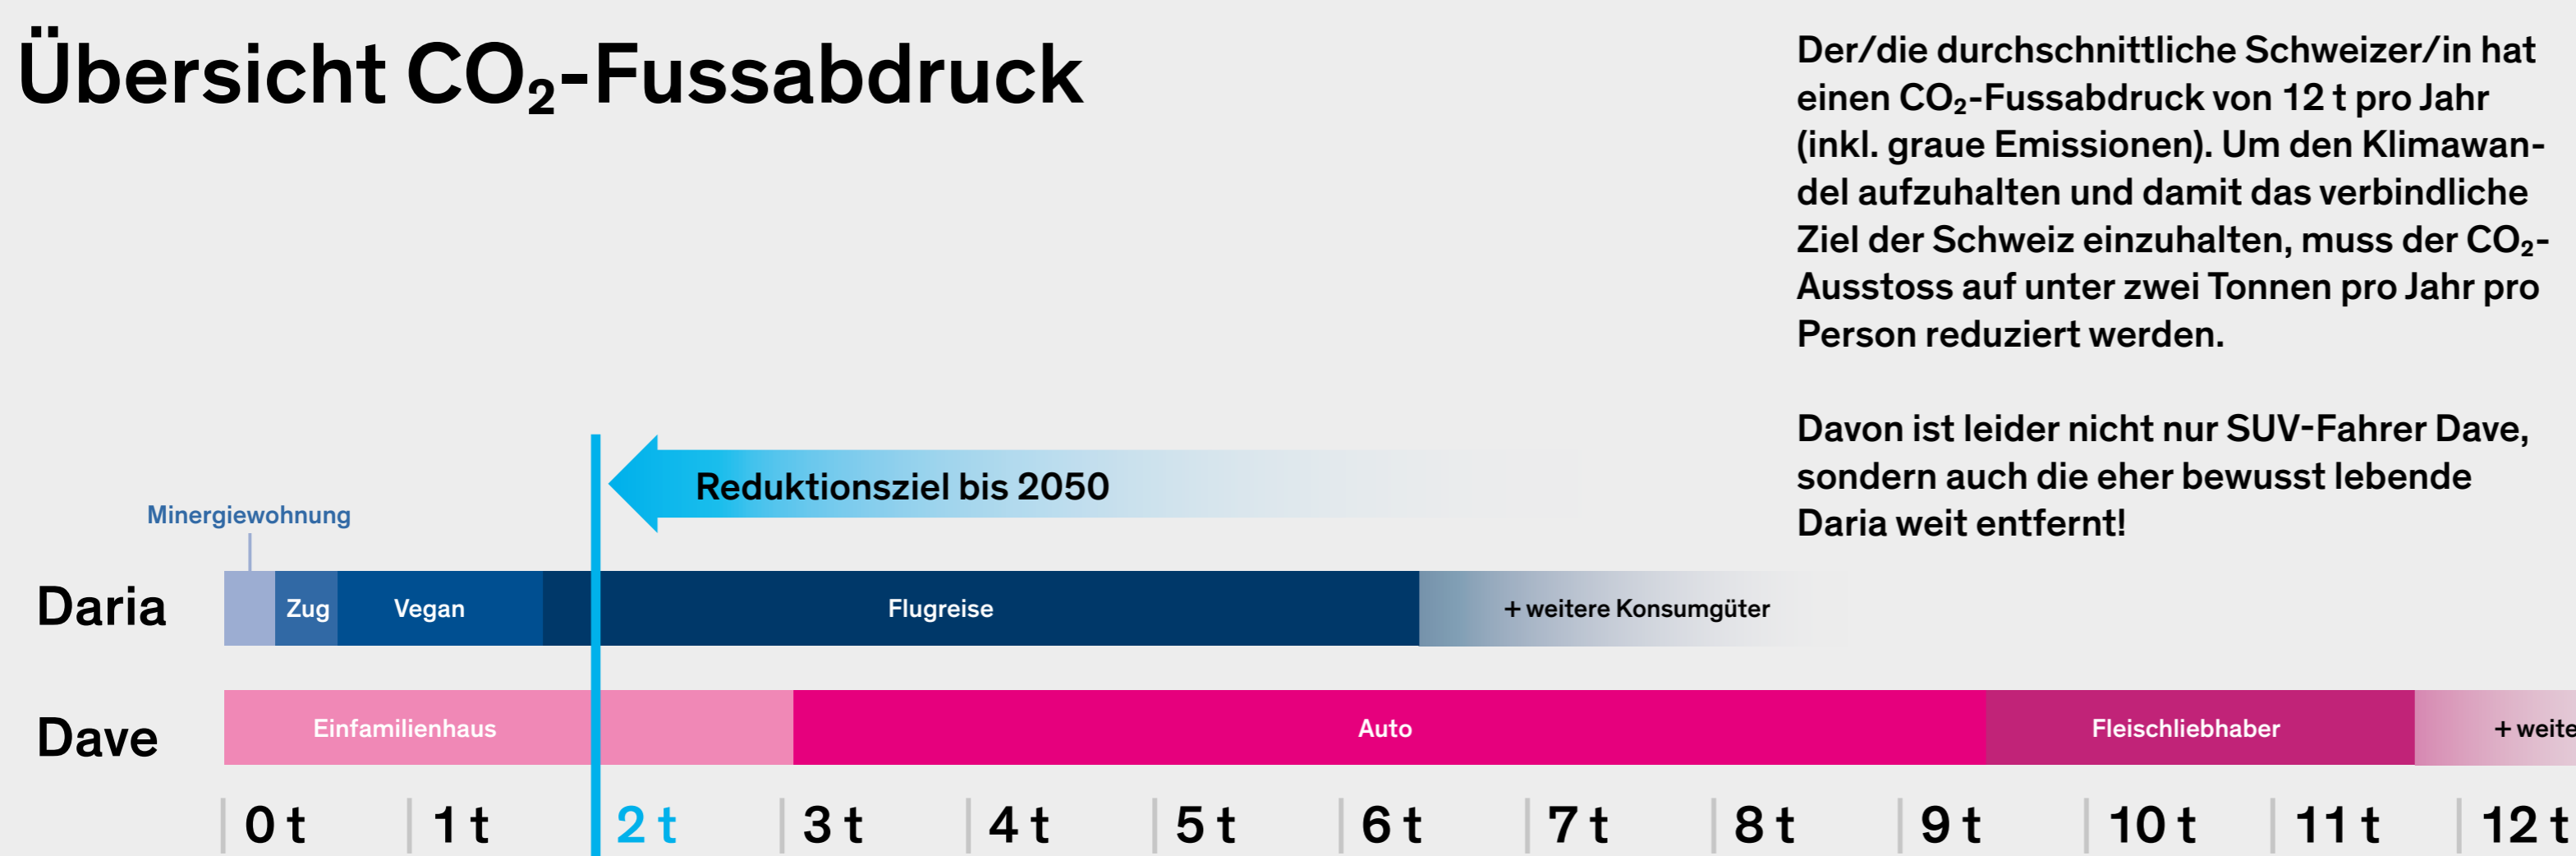 Übersicht CO₂-Fussabdruck
Der/die durchschnittliche Schweizer/in hat
einen CO₂-Fussabdruck von 12 t pro Jahr
(inkl. graue Emissionen). Um den Klimawan-
del aufzuhalten und damit das verbindliche
Ziel der Schweiz einzuhalten, muss der CO₂-
Ausstoss auf unter zwei Tonnen pro Jahr pro
Person reduziert werden.
Davon ist leider nicht nur SUV-Fahrer Dave,
sondern auch die eher bewusst lebende
Daria weit entfernt!
Reduktionsziel bis 2050
Minergiewohnung
Daria Zug Vegan Flugreise + weitere Konsumgüter
Dave Einfamilienhaus Auto Fleischliebhaber + weite
0 t 1 t 2 t 3 t 4 t 5 t 6 t 7 t 8 t 9 t 10 t 11 t 12 t